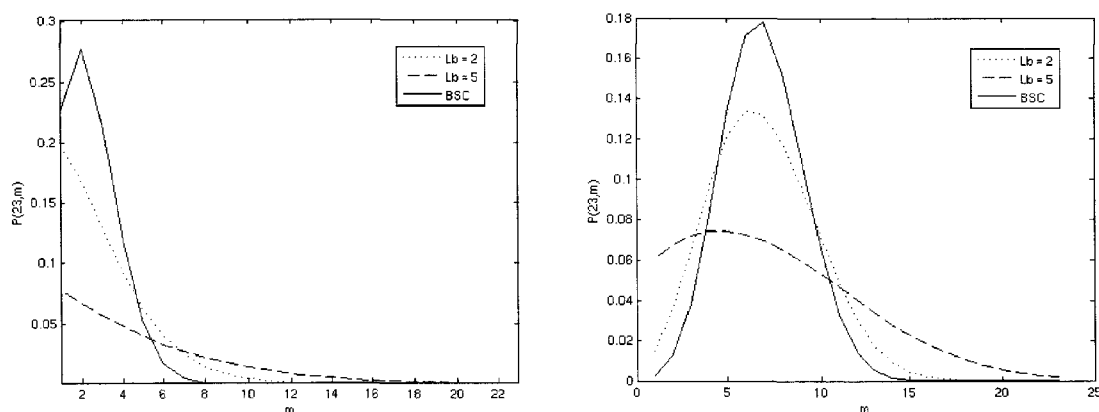 0.3
0.25
0.2
0.15
0.1
0.05
P(23,m)
Lb = 2
Lb = 5
BSC
2 4 6 8 10 12 14 16 18 20 22
m
0.18
0.16
0.14
0.12
0.1
0.08
0.06
0.04
0.02
0
P(23,m)
Lb = 2
Lb = 5
BSC
0 5 10 15 20 25
m